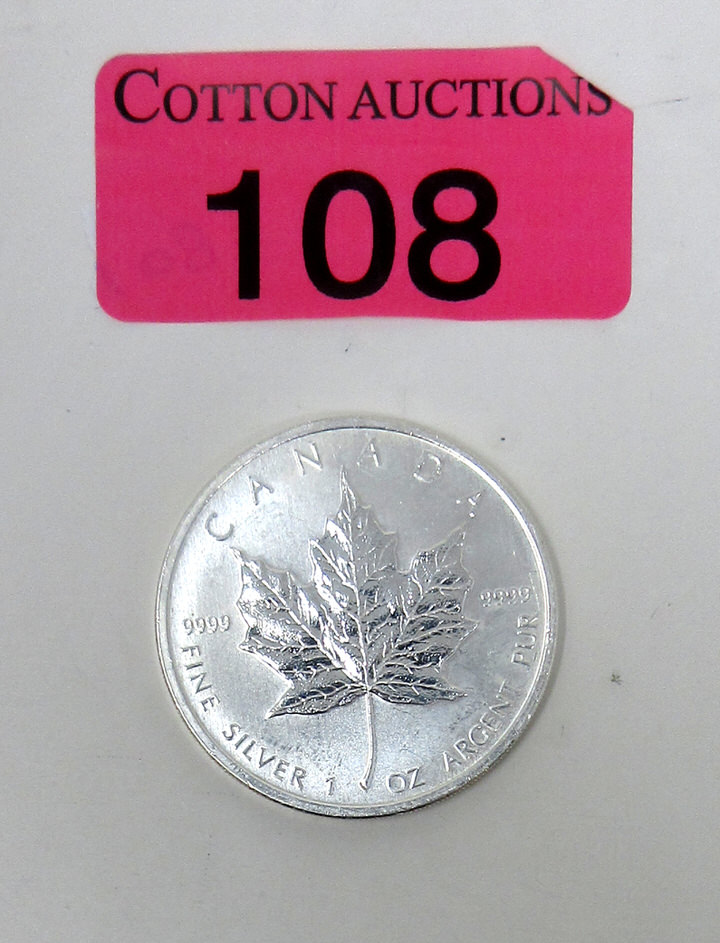 COTTON AUCTIONS
108
CANADA
9999
9999
FINE SILVER 1 OZ ARGENT PUR